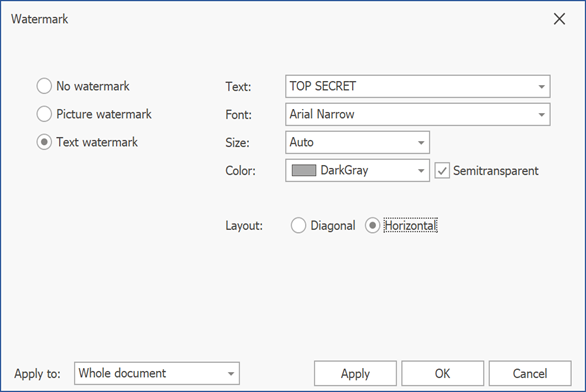 Watermark
No watermark
Picture watermark
Text watermark
Text: TOP SECRET
Font: Arial Narrow
Size: Auto
Color: DarkGray Semitransparent
Layout: Diagonal Horizontal
Apply to: Whole document Apply OK Cancel